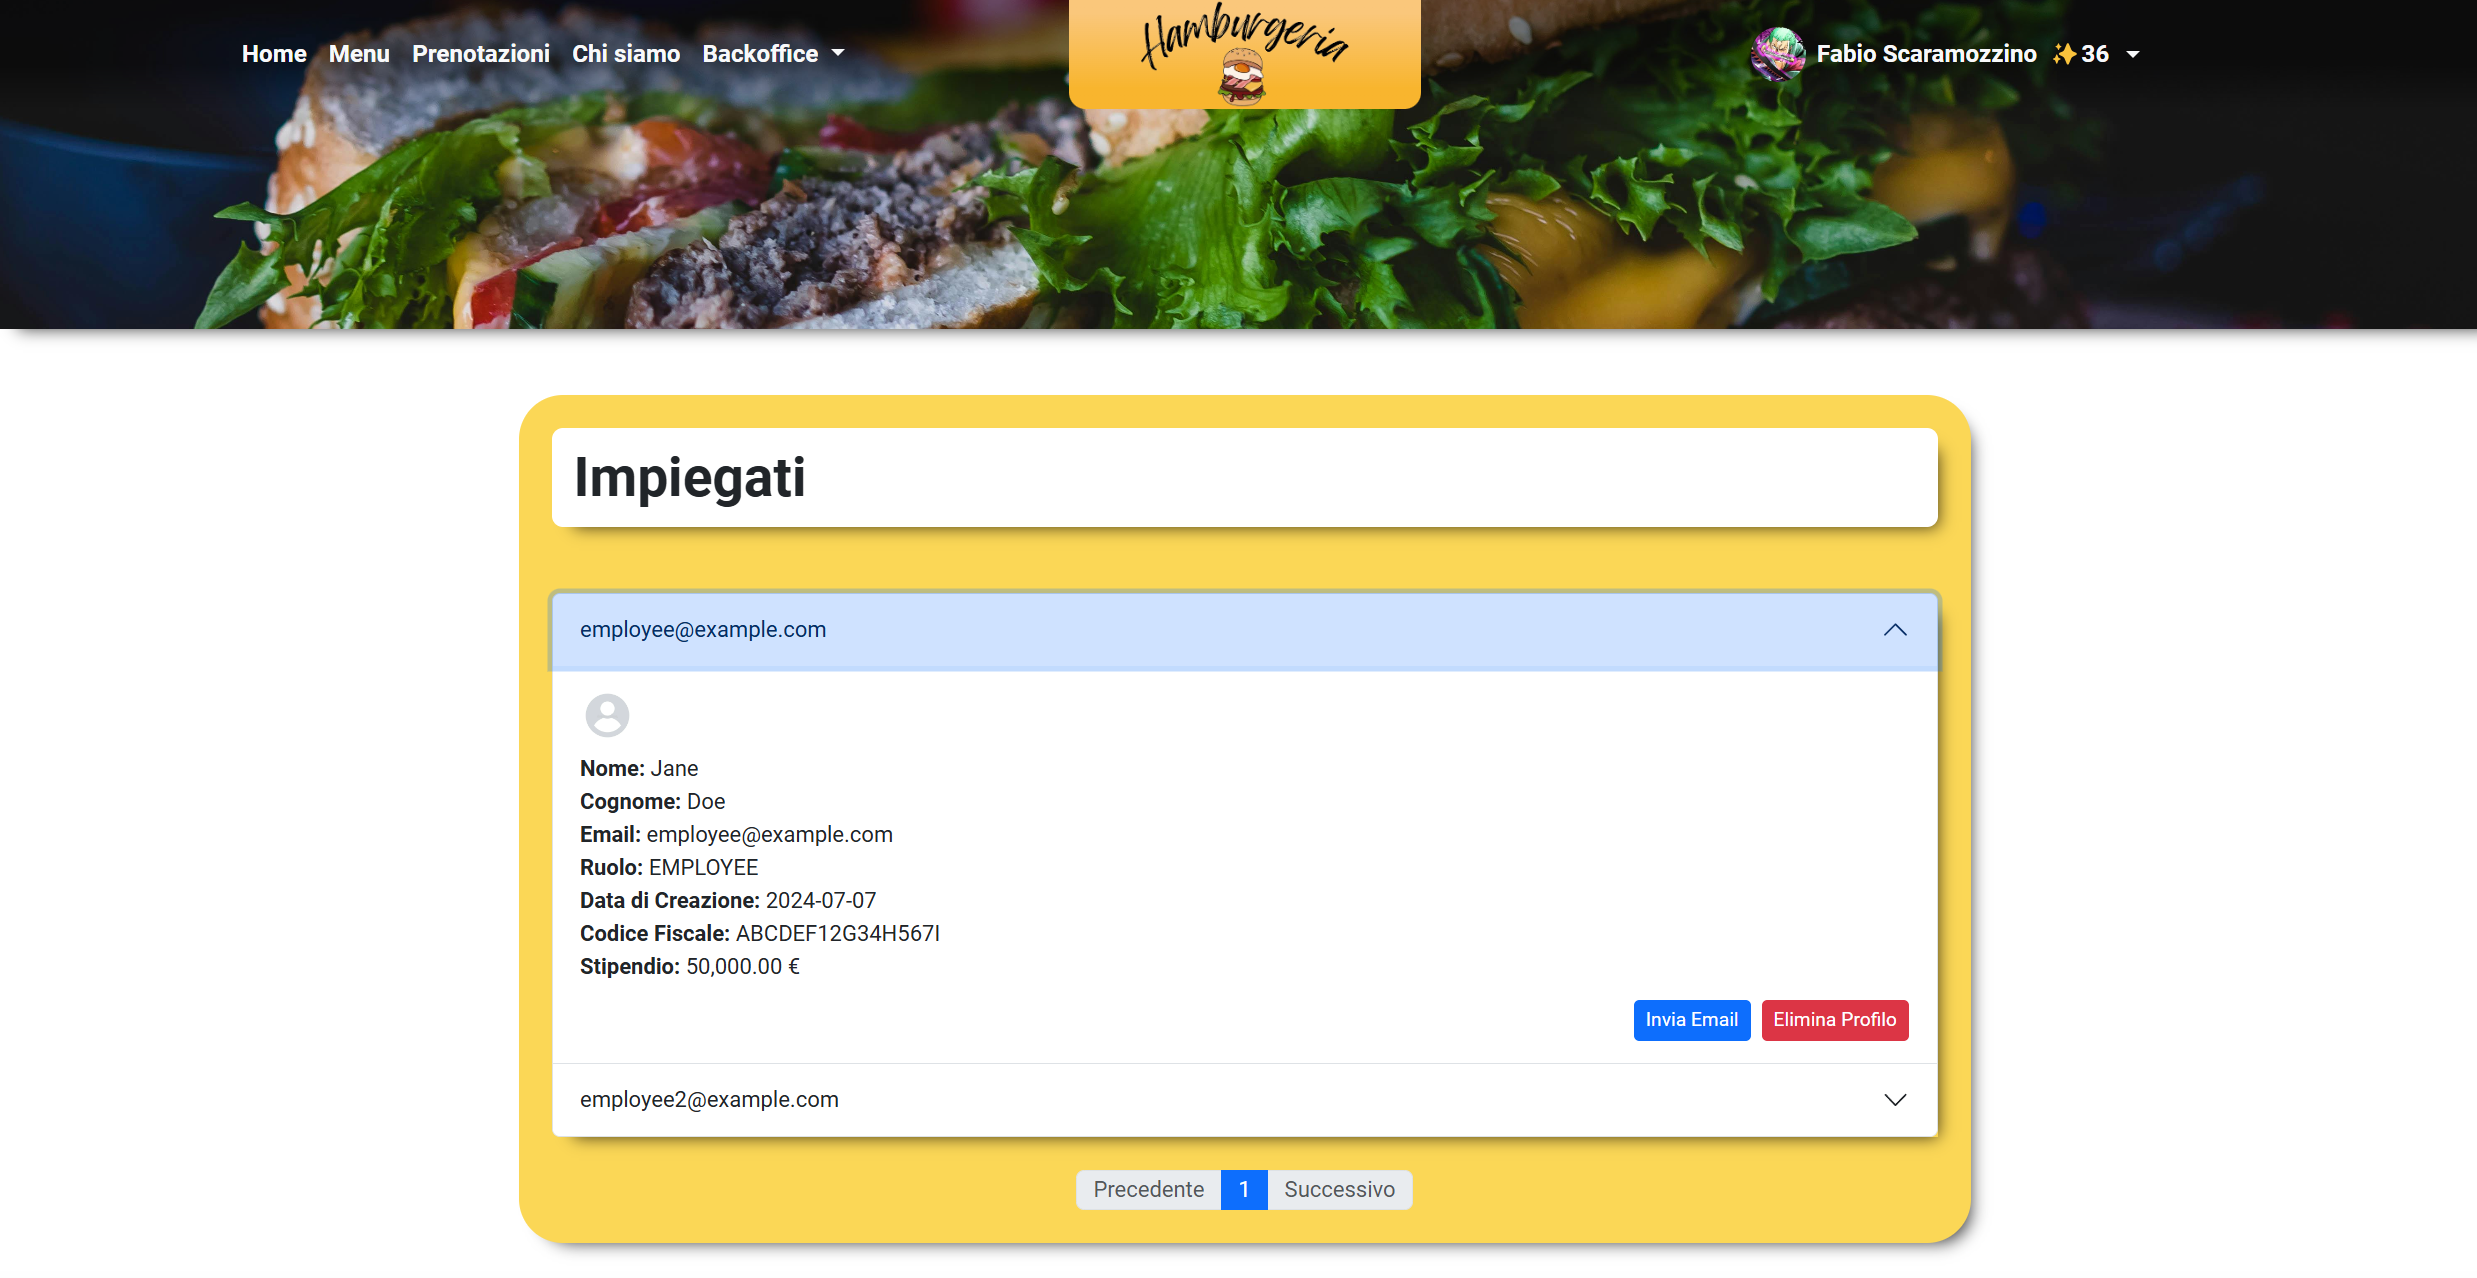 Home Menu Prenotazioni Chi siamo Backoffice
Hamburgeria
Fabio Scaramozzino ✨36
Impiegati
employee@example.com
Nome: Jane
Cognome: Doe
Email: employee@example.com
Ruolo: EMPLOYEE
Data di Creazione: 2024-07-07
Codice Fiscale: ABCDEF12G34H567I
Stipendio: 50,000.00 €
Invia Email Elimina Profilo
employee2@example.com
Precedente 1 Successivo